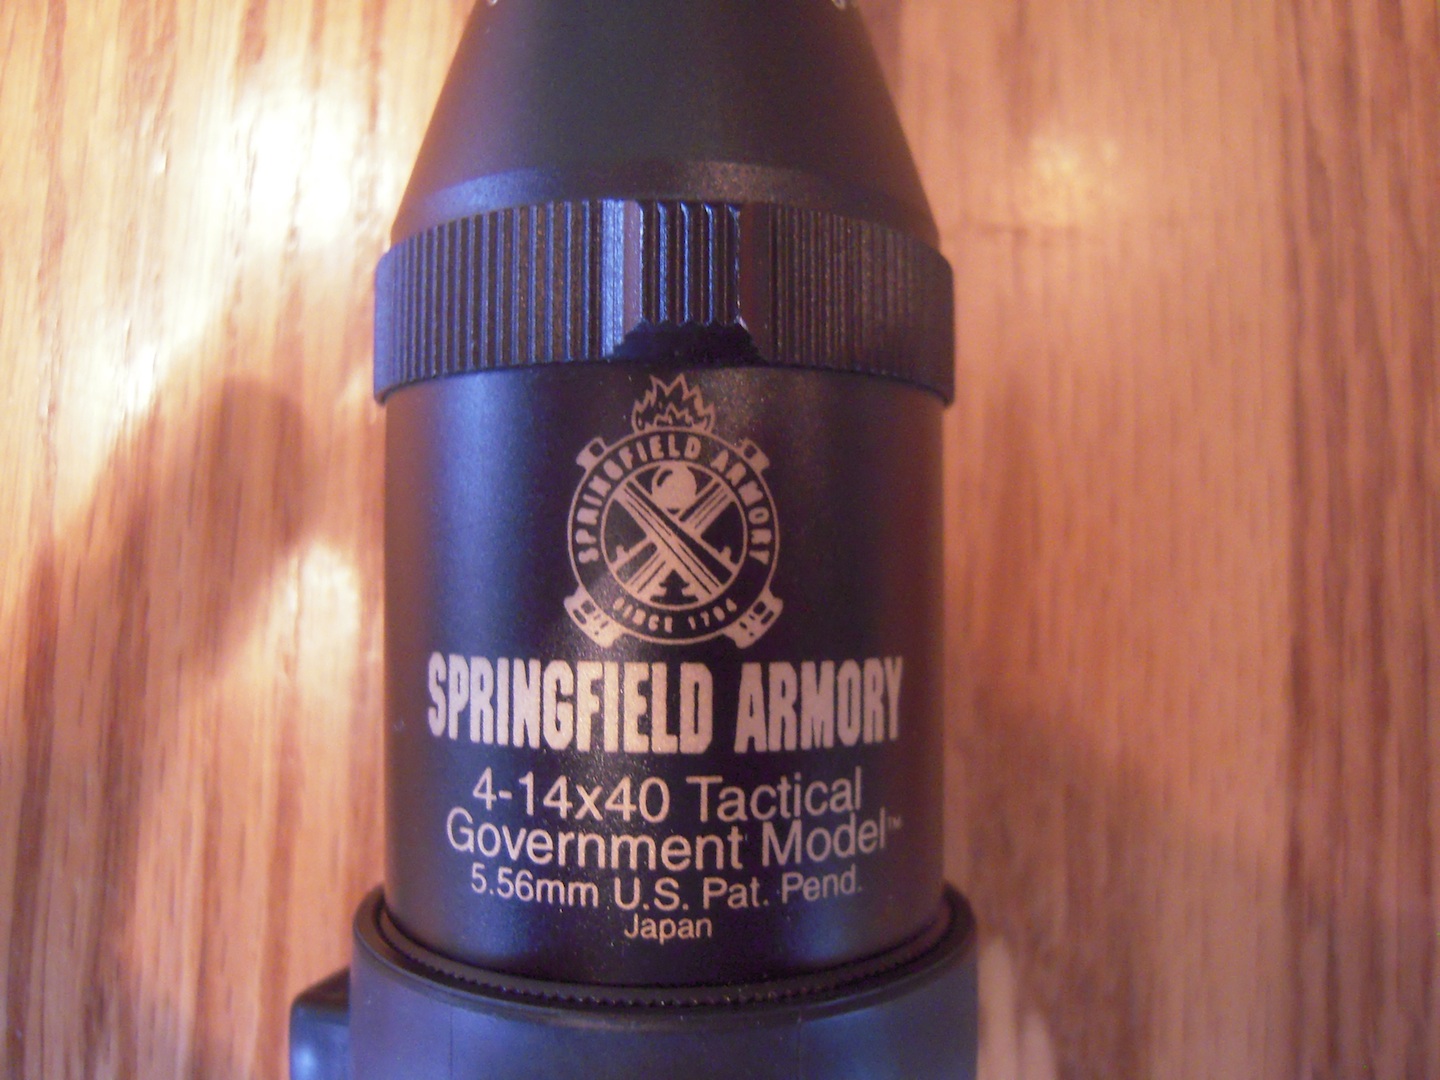 SPRINGFIELD ARMORY
SINCE 1794
SPRINGFIELD ARMORY
4-14x40 Tactical
Government Model™
5.56mm U.S. Pat. Pend.
Japan